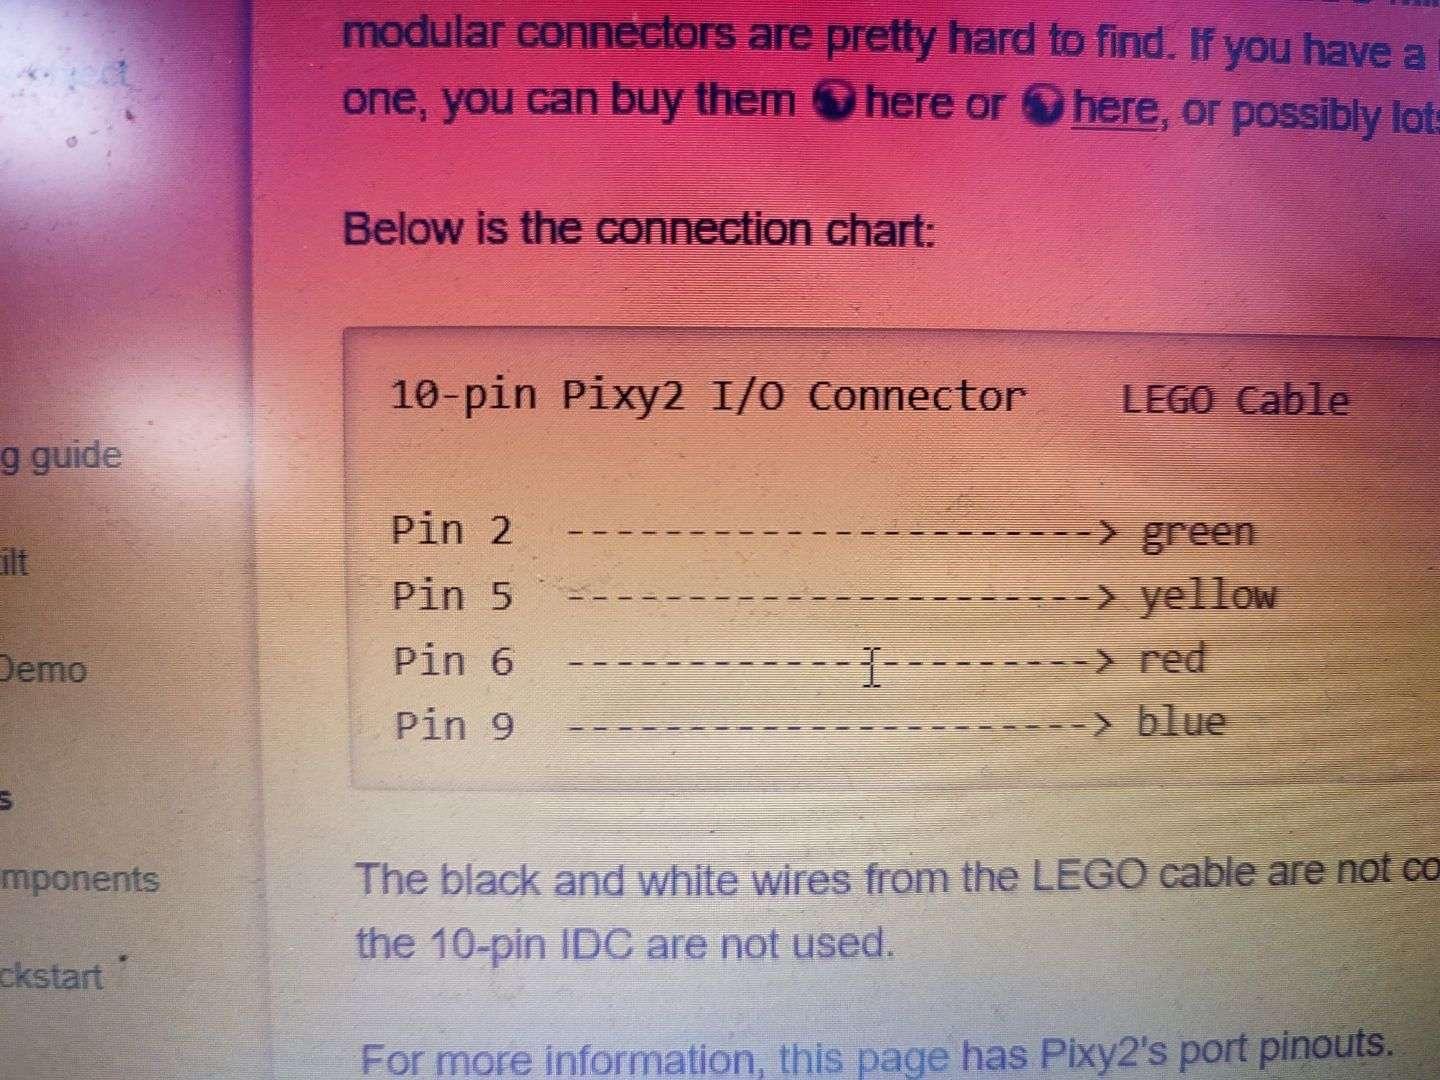 modular connectors are pretty hard to find. If you have a
one, you can buy them here or here, or possibly lots
Below is the connection chart:
10-pin Pixy2 I/O Connector LEGO Cable
g guide
Pin 2 ----------------------> green
ilt
Pin 5 ----------------------> yellow
Demo
Pin 6 ----------------------> red
Pin 9 ----------------------> blue
s
mponents
The black and white wires from the LEGO cable are not co
the 10-pin IDC are not used.
ckstart
For more information, this page has Pixy2's port pinouts.